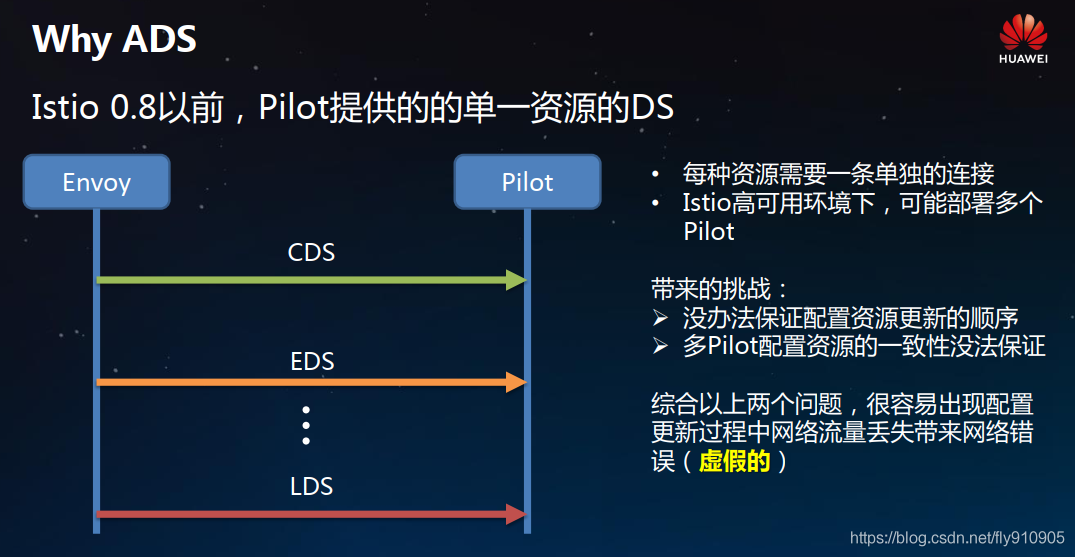 Why ADS
HUAWEI
Istio 0.8以前，Pilot提供的的单一资源的DS
Envoy
Pilot
CDS
EDS
LDS
• 每种资源需要一条单独的连接
• Istio高可用环境下，可能部署多个
Pilot
带来的挑战：
➢ 没办法保证配置资源更新的顺序
➢ 多Pilot配置资源的一致性没法保证
综合以上两个问题，很容易出现配置
更新过程中网络流量丢失带来网络错
误（虚假的）
https://blog.csdn.net/fly910905